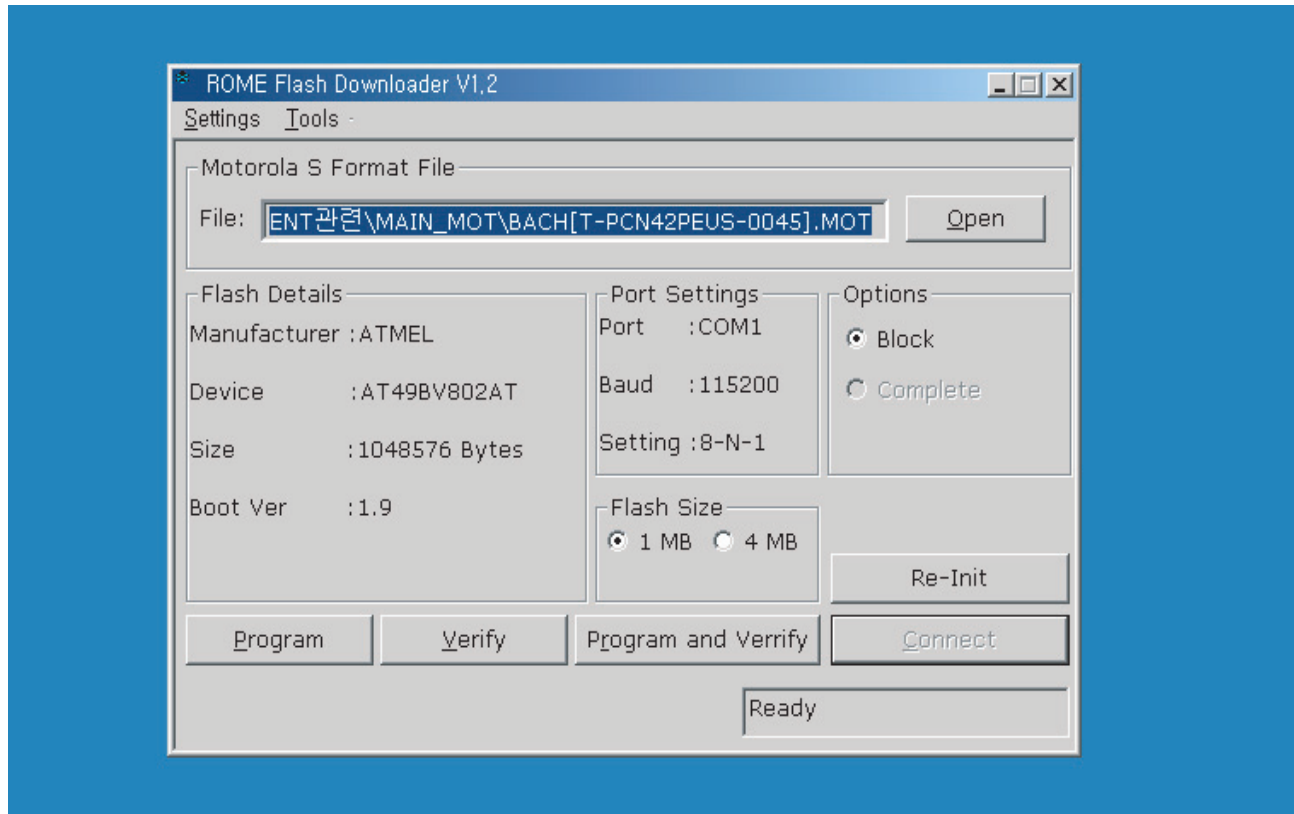 ROME Flash Downloader V1,2
Settings Tools
Motorola S Format File
File: ENT관련\MAIN_MOT\BACH[T-PCN42PEUS-0045].MOT Open
Flash Details
Manufacturer :ATMEL
Device :AT49BV802AT
Size :1048576 Bytes
Boot Ver :1.9
Port Settings
Port :COM1
Baud :115200
Setting :8-N-1
Options
Block
Complete
Flash Size
1 MB 4 MB
Re-Init
Program Verify Program and Verrify Connect
Ready